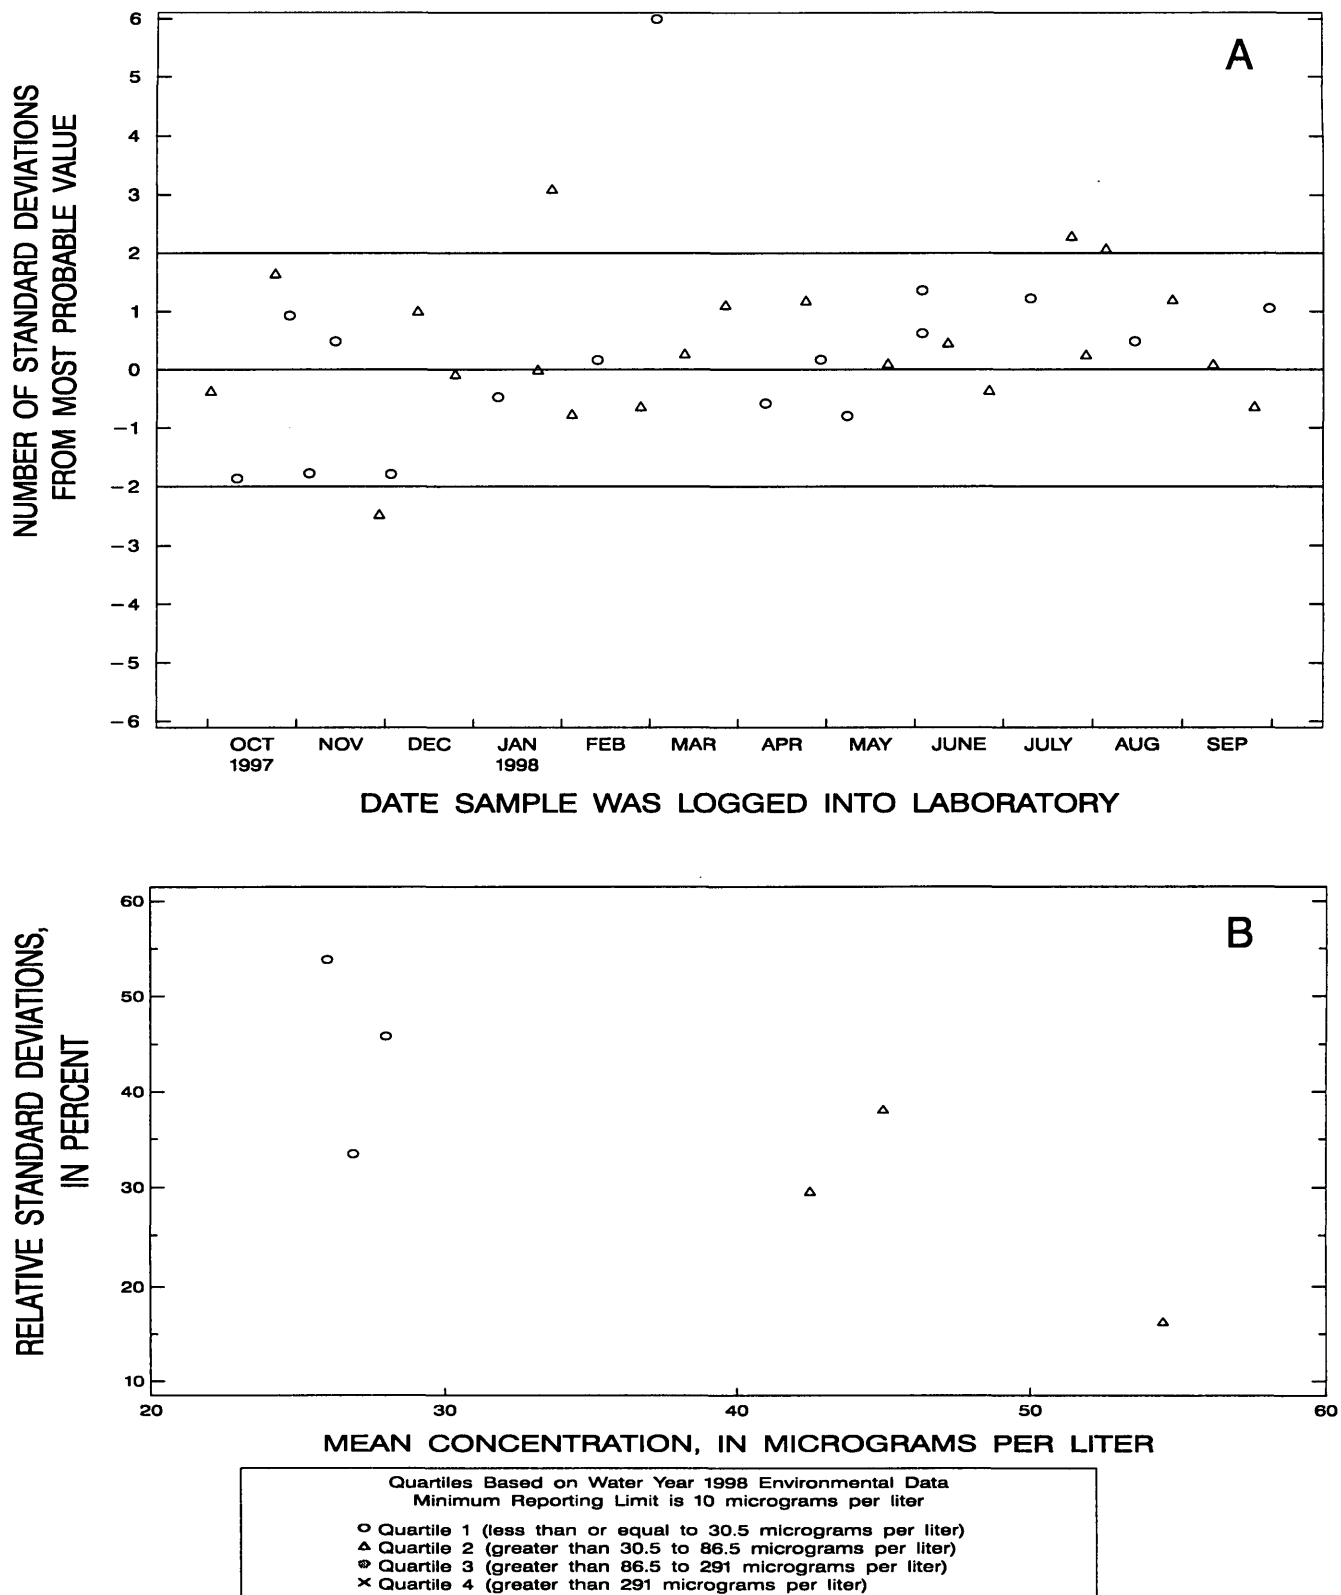 A
NUMBER OF STANDARD DEVIATIONS
FROM MOST PROBABLE VALUE
6
5
4
3
2
1
0
−1
−2
−3
−4
−5
−6
OCT NOV DEC JAN FEB MAR APR MAY JUNE JULY AUG SEP
1997 1998
DATE SAMPLE WAS LOGGED INTO LABORATORY
B
RELATIVE STANDARD DEVIATIONS,
IN PERCENT
60
50
40
30
20
10
20 30 40 50 60
MEAN CONCENTRATION, IN MICROGRAMS PER LITER
Quartiles Based on Water Year 1998 Environmental Data
Minimum Reporting Limit is 10 micrograms per liter
Quartile 1 (less than or equal to 30.5 micrograms per liter)
Quartile 2 (greater than 30.5 to 86.5 micrograms per liter)
Quartile 3 (greater than 86.5 to 291 micrograms per liter)
Quartile 4 (greater than 291 micrograms per liter)